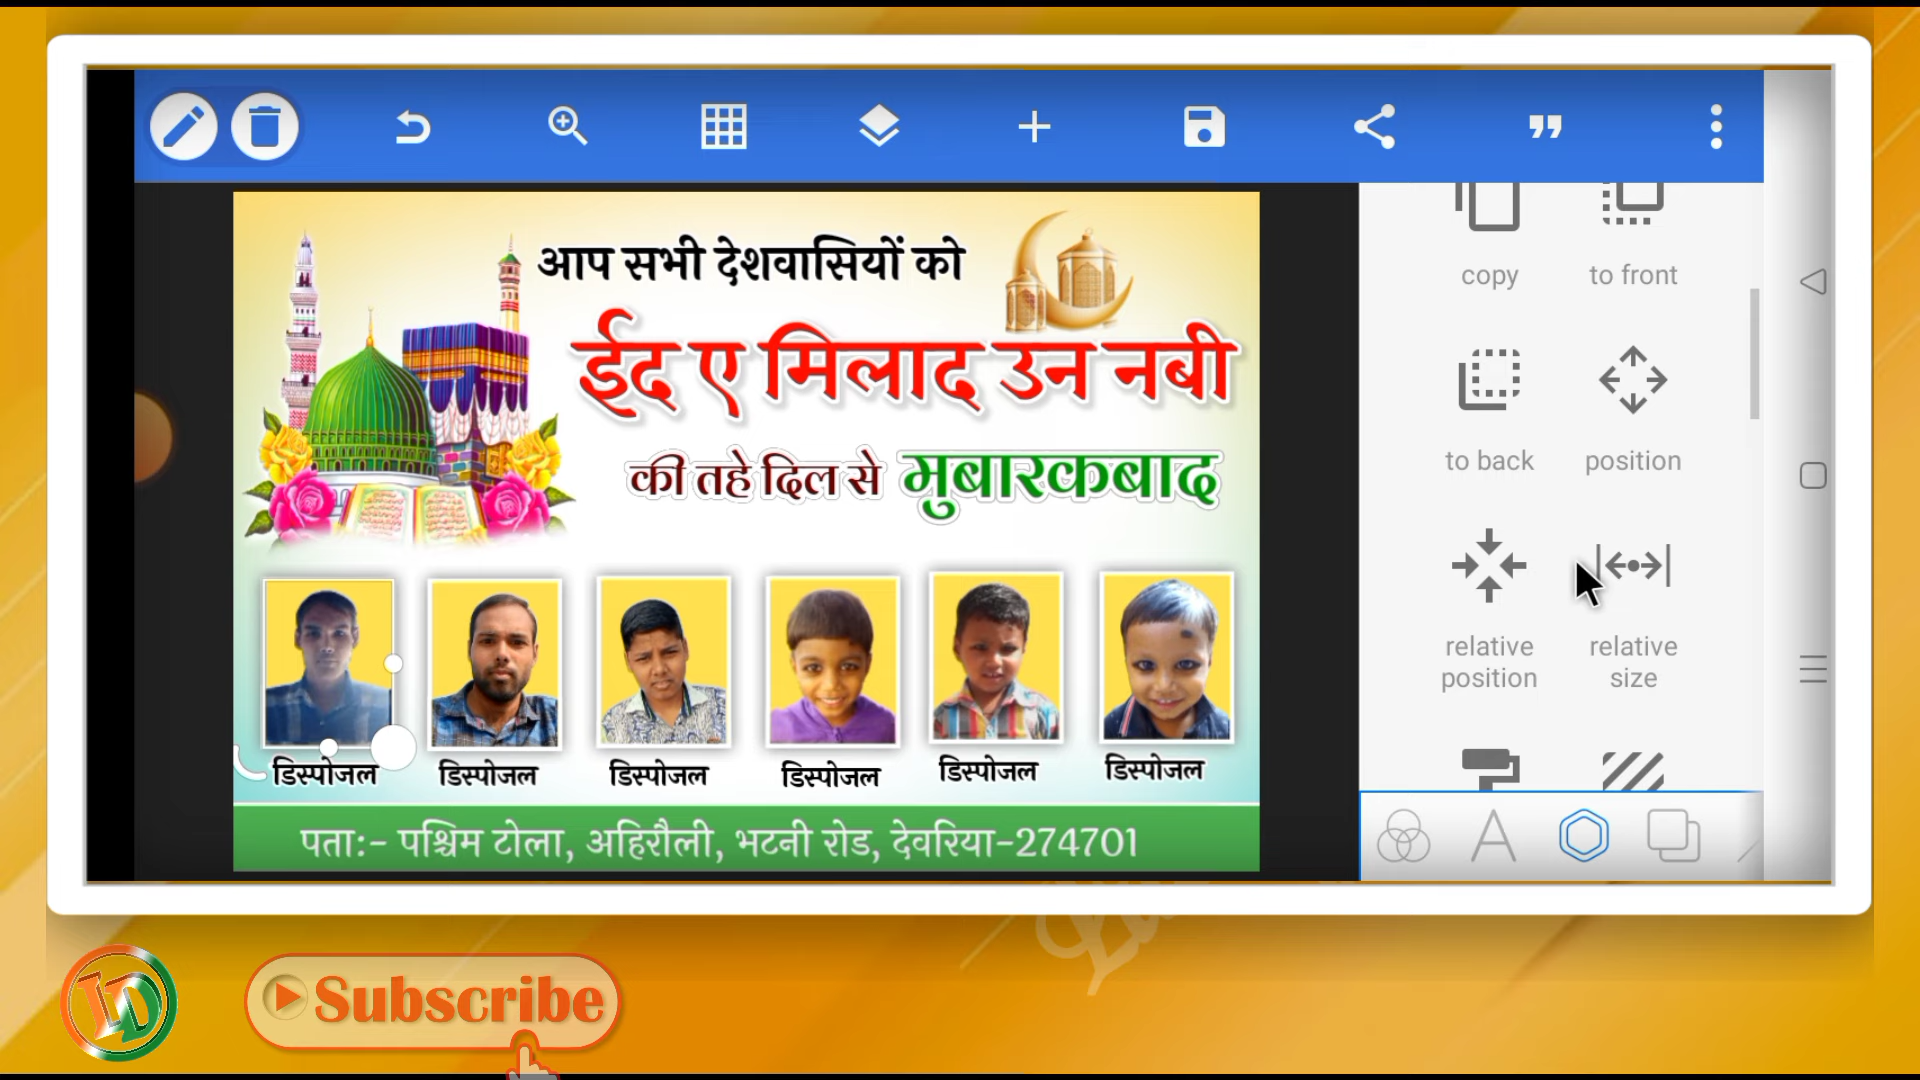 आप सभी देशवासियों को
ईद ए मिलाद उन नबी
की तहे दिल से मुबारकबाद
डिस्पोजल डिस्पोजल डिस्पोजल डिस्पोजल डिस्पोजल डिस्पोजल
पता:- पश्चिम टोला, अहिरौली, भटनी रोड, देवरिया-274701
copy to front
to back position
relative position relative size
ID
Subscribe